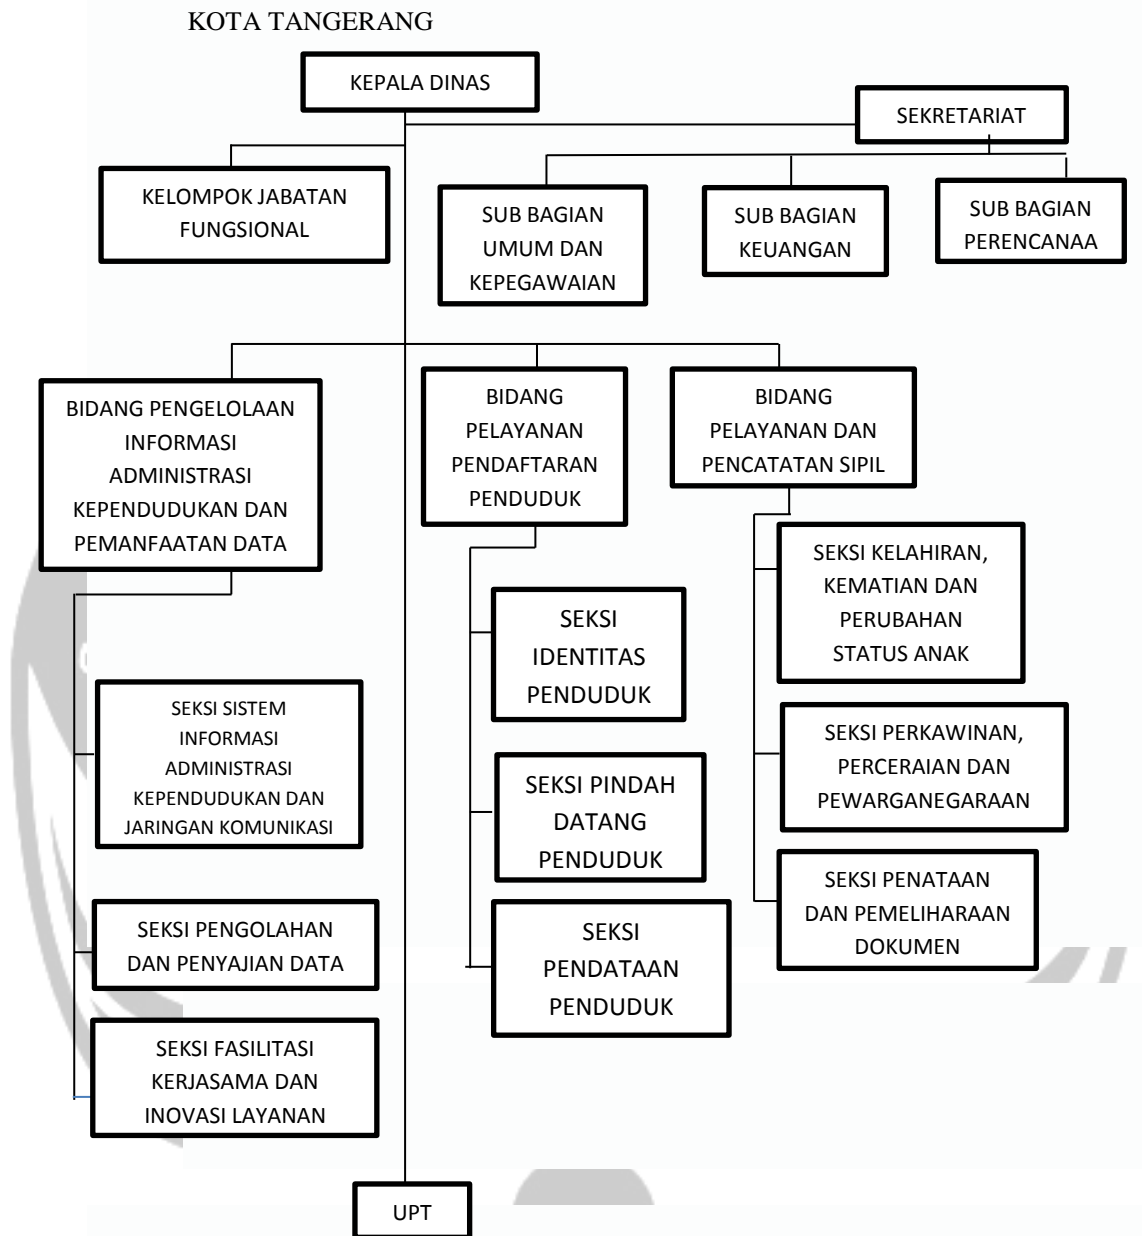 KOTA TANGERANG
KEPALA DINAS
SEKRETARIAT
KELOMPOK JABATAN
FUNGSIONAL
SUB BAGIAN
UMUM DAN
KEPEGAWAIAN
SUB BAGIAN
KEUANGAN
SUB BAGIAN
PERENCANAA
BIDANG PENGELOLAAN
INFORMASI
ADMINISTRASI
KEPENDUDUKAN DAN
PEMANFAATAN DATA
BIDANG
PELAYANAN
PENDAFTARAN
PENDUDUK
BIDANG
PELAYANAN DAN
PENCATATAN SIPIL
SEKSI SISTEM
INFORMASI
ADMINISTRASI
KEPENDUDUKAN DAN
JARINGAN KOMUNIKASI
SEKSI PENGOLAHAN
DAN PENYAJIAN DATA
SEKSI FASILITASI
KERJASAMA DAN
INOVASI LAYANAN
SEKSI
IDENTITAS
PENDUDUK
SEKSI PINDAH
DATANG
PENDUDUK
SEKSI
PENDATAAN
PENDUDUK
SEKSI KELAHIRAN,
KEMATIAN DAN
PERUBAHAN
STATUS ANAK
SEKSI PERKAWINAN,
PERCERAIAN DAN
PEWARGANEGARAAN
SEKSI PENATAAN
DAN PEMELIHARAAN
DOKUMEN
UPT